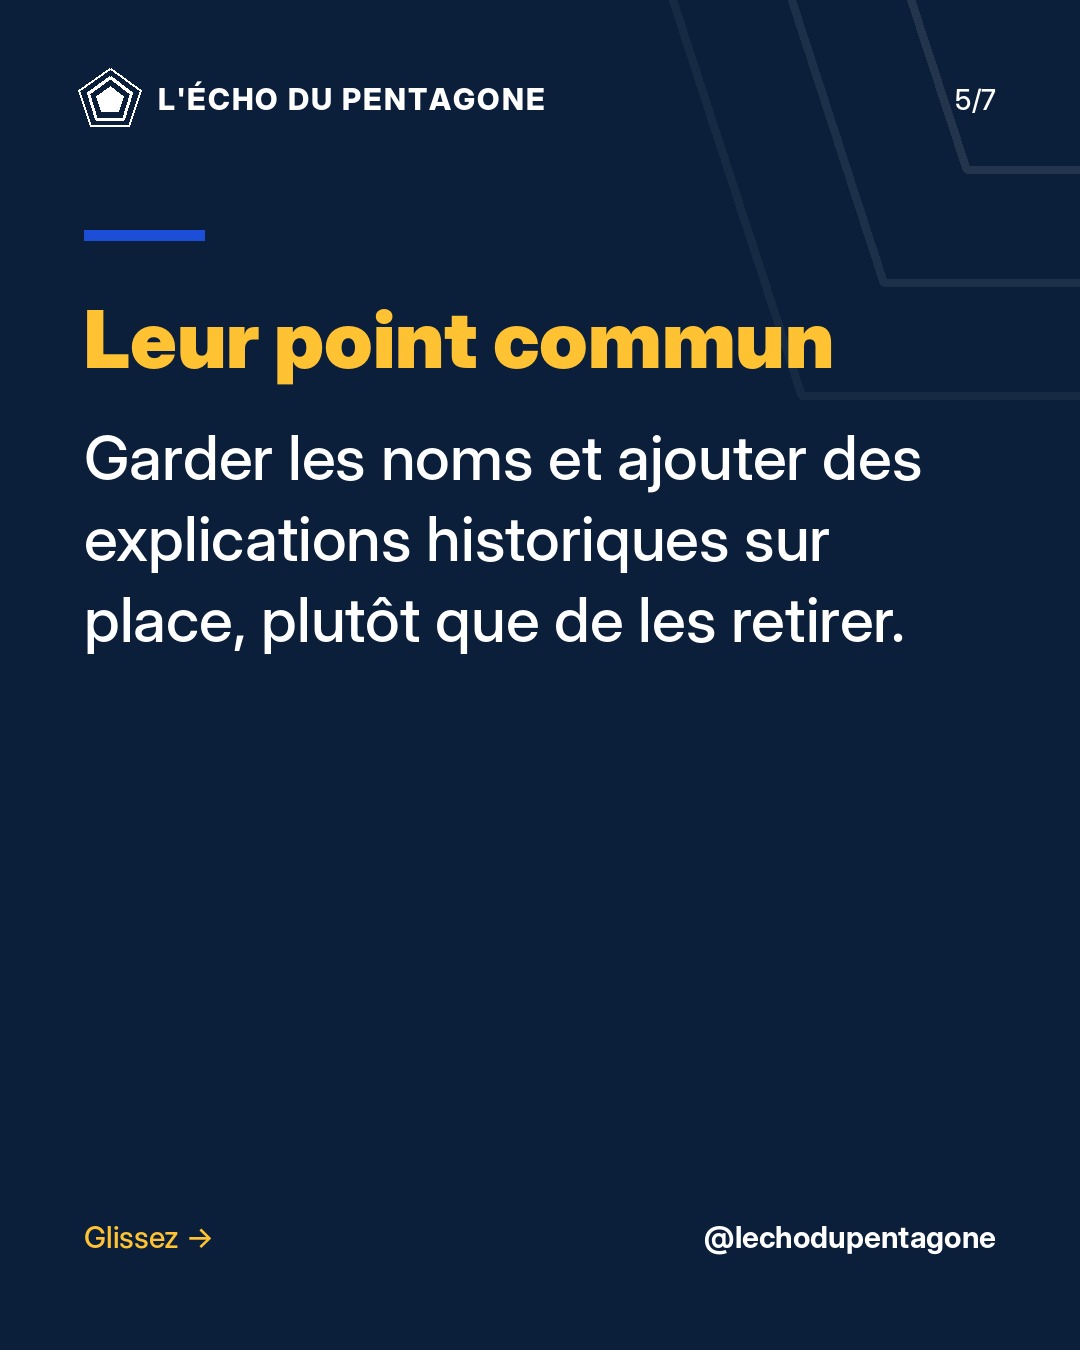 L'ÉCHO DU PENTAGONE
5/7
Leur point commun
Garder les noms et ajouter des
explications historiques sur
place, plutôt que de les retirer.
Glissez →
@lechodupentagone